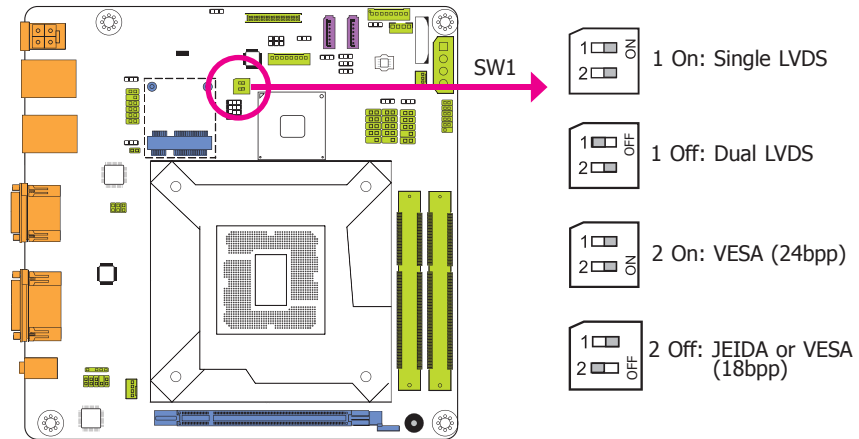 SW1
1
2
ON
1 On: Single LVDS
1
2
OFF
1 Off: Dual LVDS
1
2
ON
2 On: VESA (24bpp)
1
2
OFF
2 Off: JEIDA or VESA
(18bpp)